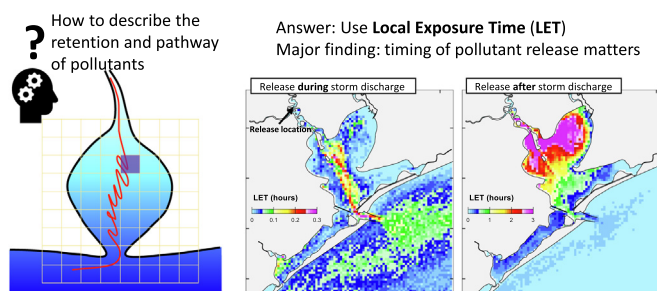 ?
How to describe the
retention and pathway
of pollutants
Answer: Use Local Exposure Time (LET)
Major finding: timing of pollutant release matters
Release during storm discharge
Release location
LET (hours)
0 0.1 0.2 0.3
Release after storm discharge
LET (hours)
0 1 2 3